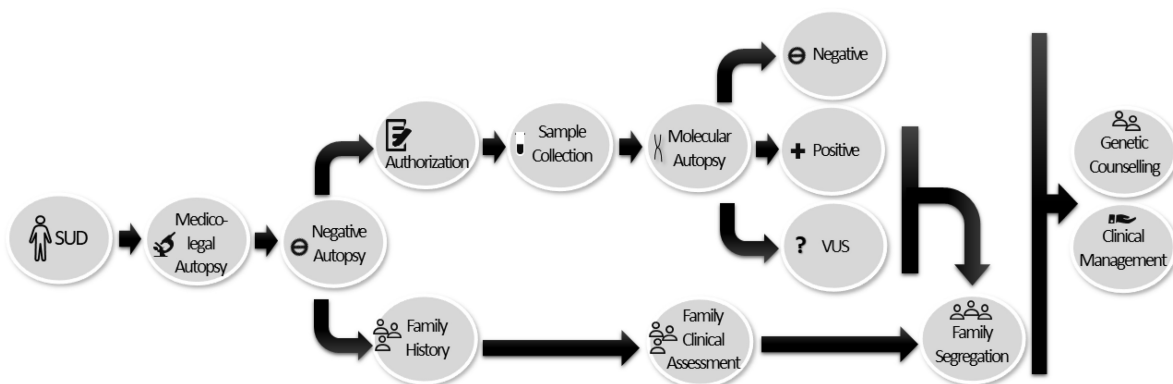 SUD
Medico-
legal
Autopsy
Negative
Autopsy
Authorization
Sample
Collection
Molecular
Autopsy
Negative
Positive
? VUS
Family
History
Family
Clinical
Assessment
Family
Segregation
Genetic
Counselling
Clinical
Management